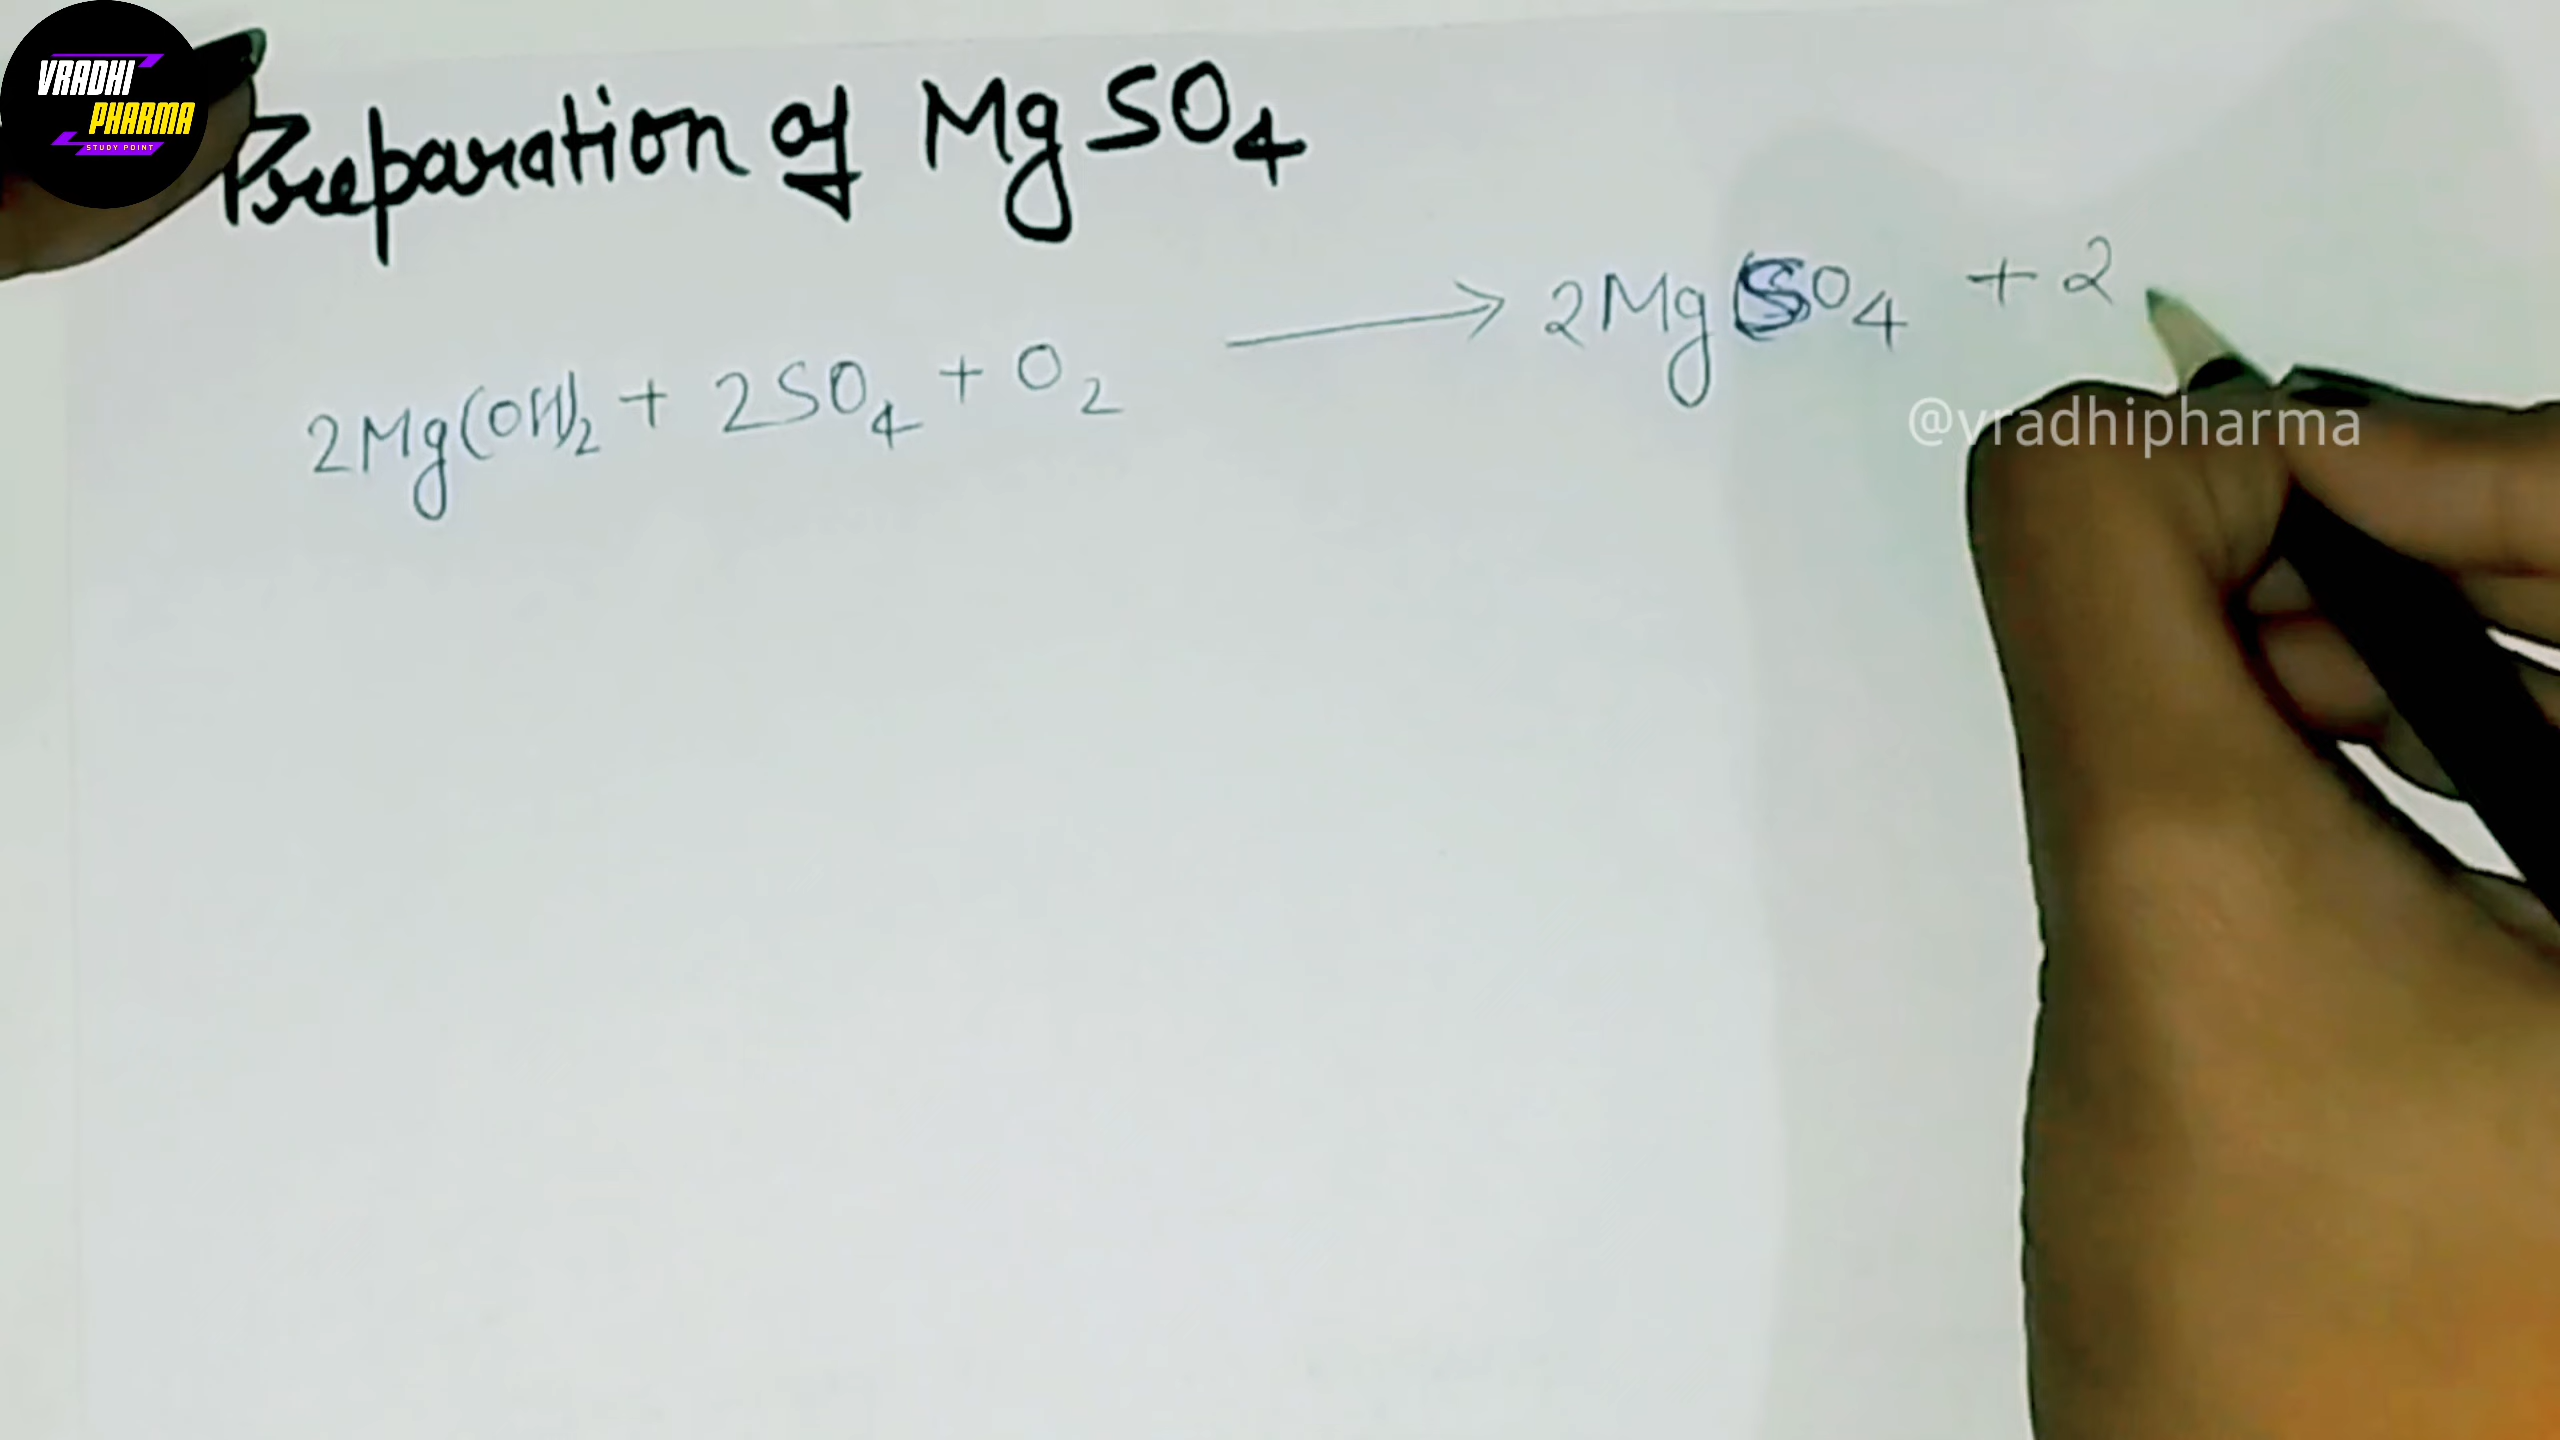 VRADHI
PHARMA
STUDY POINT
Preparation of MgSO₄
2Mg(OH)₂ + 2SO₄ + O₂ ⟶ 2MgSO₄ + 2
@vradhipharma